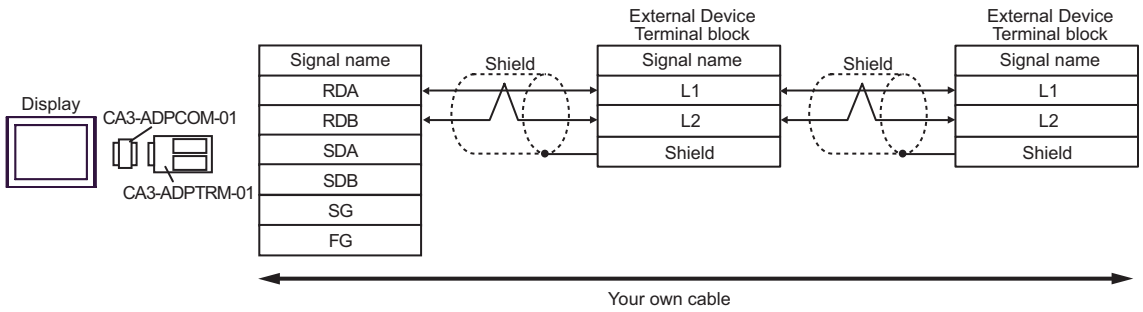 Display
CA3-ADPCOM-01
CA3-ADPTRM-01
Signal name
RDA
RDB
SDA
SDB
SG
FG
Shield
External Device
Terminal block
Signal name
L1
L2
Shield
Shield
External Device
Terminal block
Signal name
L1
L2
Shield
Your own cable